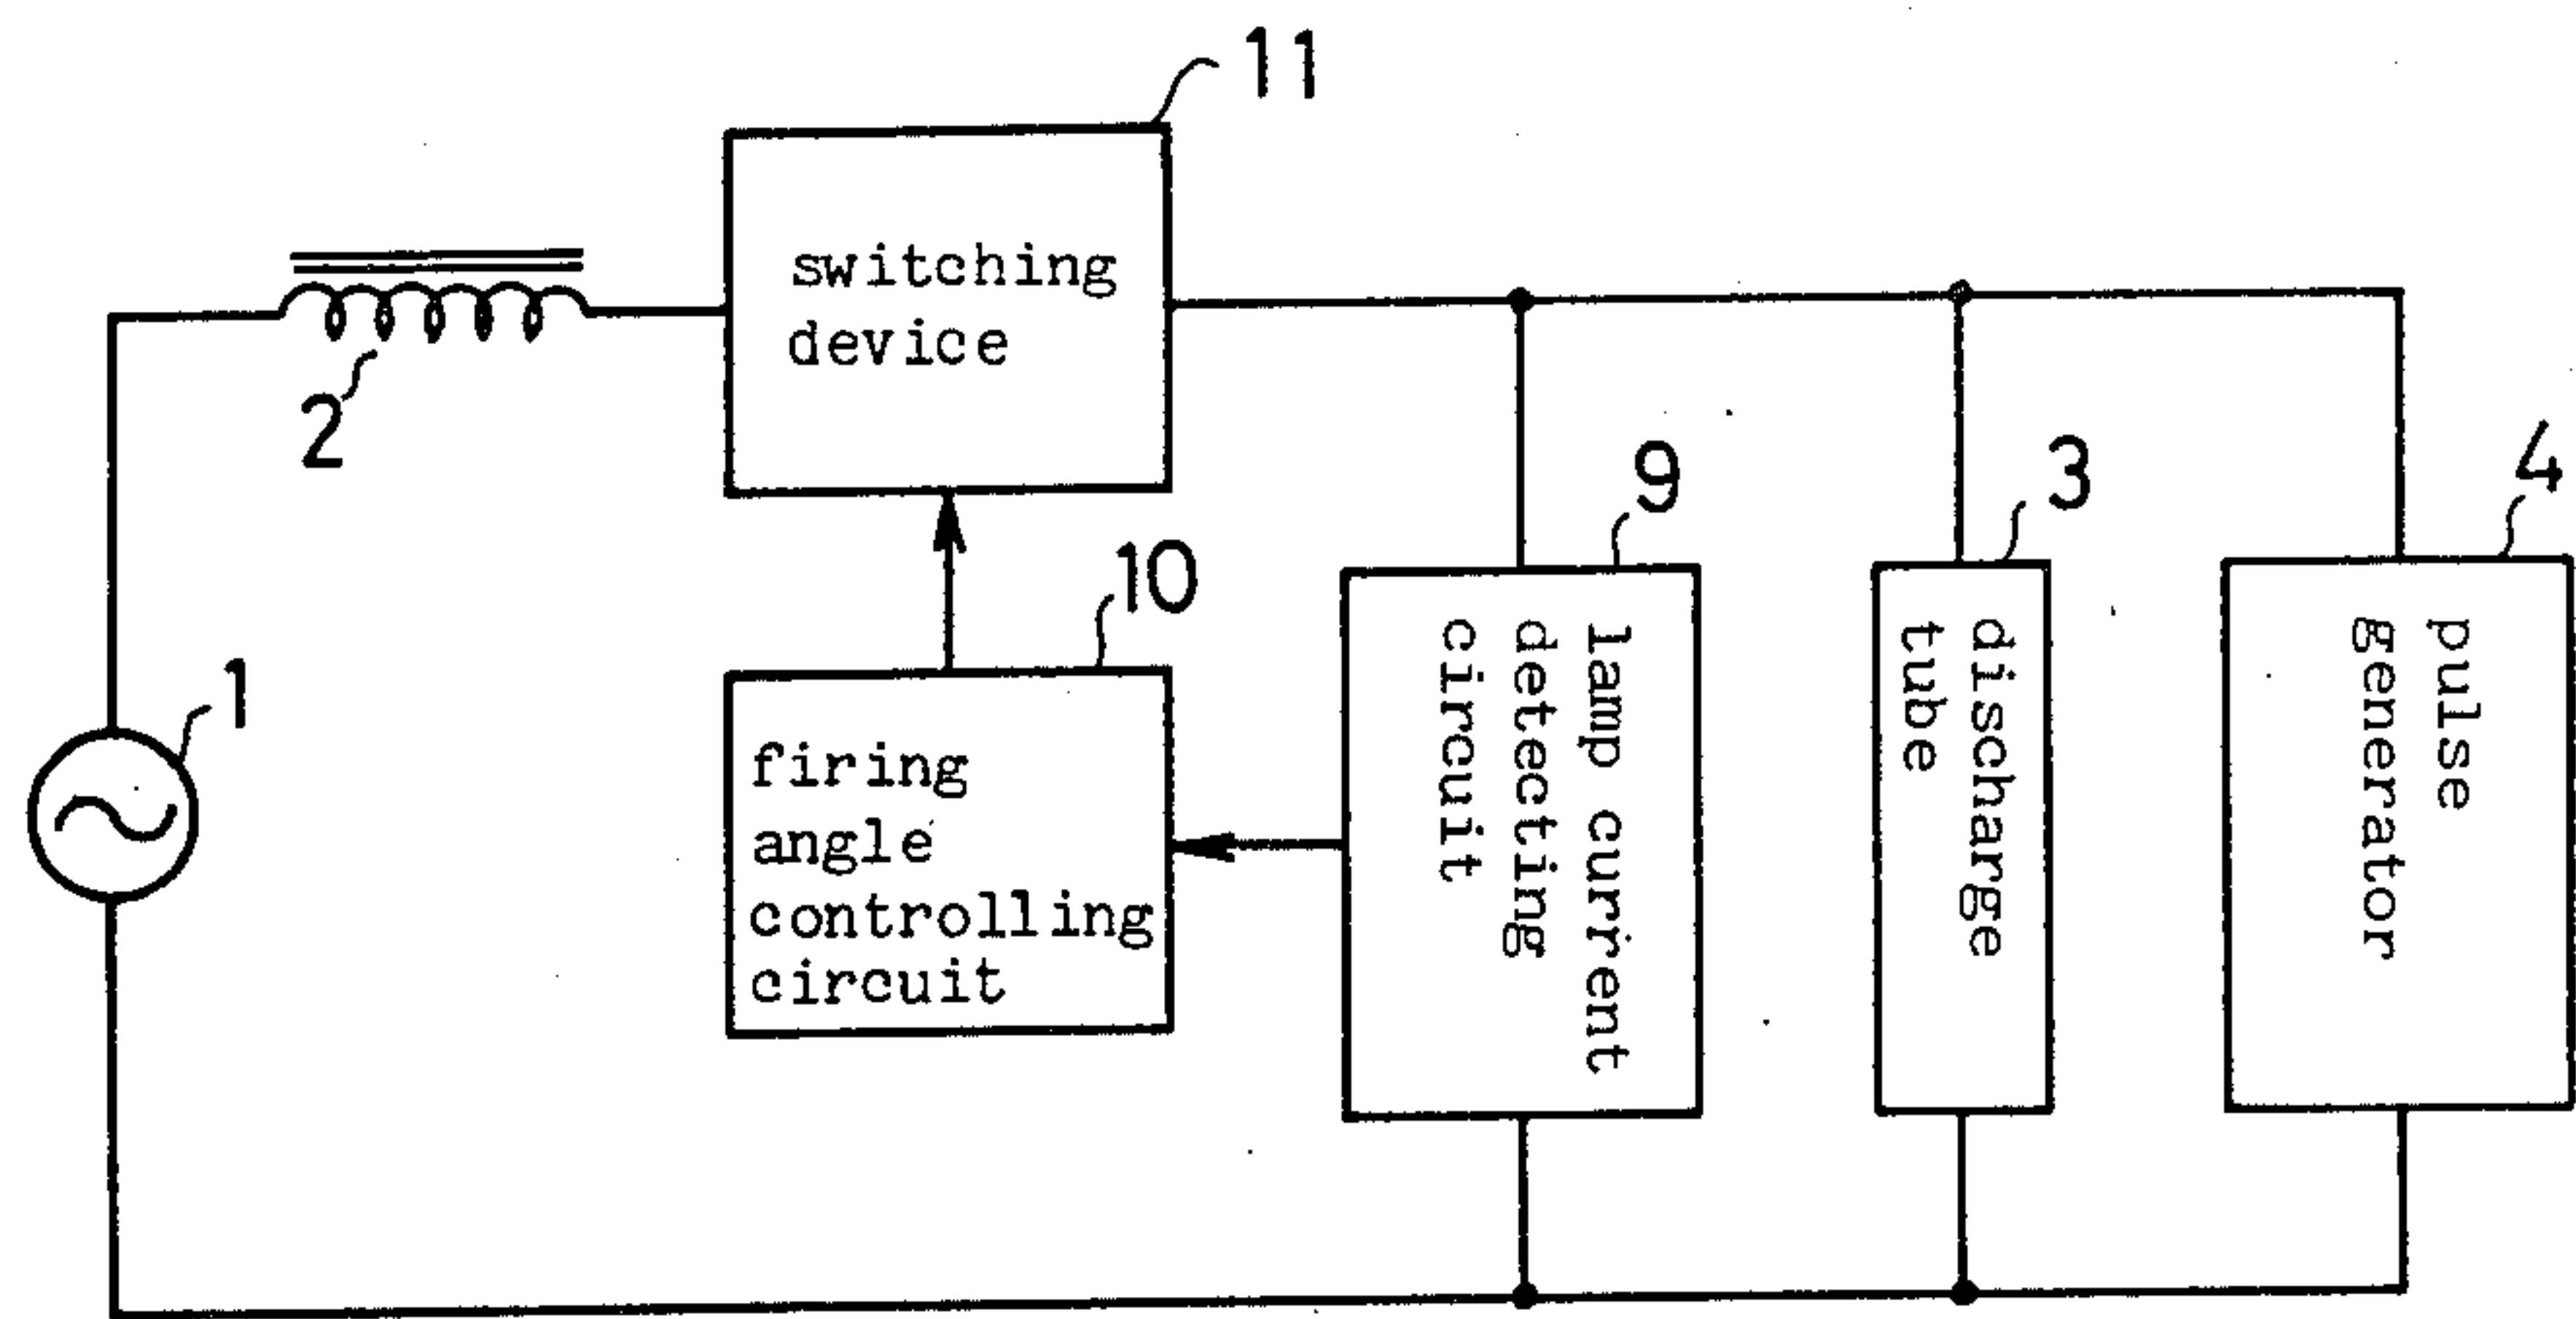 11
switching
device
2
9
3
4
10
1
firing
angle
controlling
circuit
lamp current
detecting
circuit
discharge
tube
pulse
generator